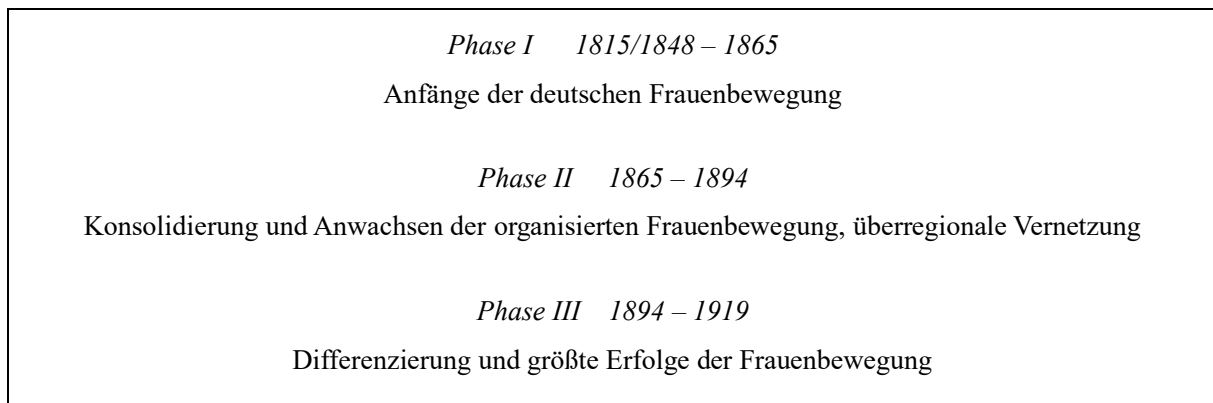 Phase I 1815/1848 – 1865
Anfänge der deutschen Frauenbewegung
Phase II 1865 – 1894
Konsolidierung und Anwachsen der organisierten Frauenbewegung, überregionale Vernetzung
Phase III 1894 – 1919
Differenzierung und größte Erfolge der Frauenbewegung